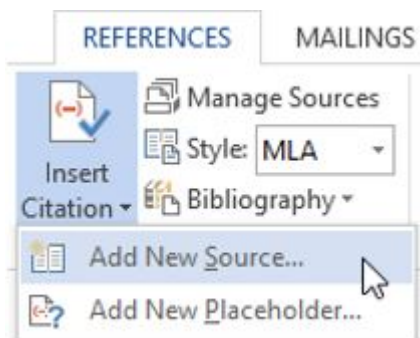 REFERENCES MAILINGS
Insert
Citation
Manage Sources
Style: MLA
Bibliography
Add New Source...
Add New Placeholder...